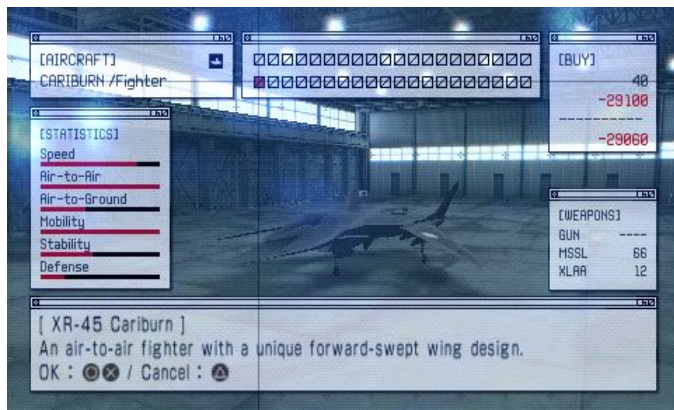 [AIRCRAFT]
CARIBURN /Fighter
[BUY]
40
-29100
----------
-29060
[STATISTICS]
Speed
Air-to-Air
Air-to-Ground
Mobility
Stability
Defense
[WEAPONS]
GUN ----
MSSL 66
XLAA 12
[ XR-45 Cariburn ]
An air-to-air fighter with a unique forward-swept wing design.
OK : / Cancel :